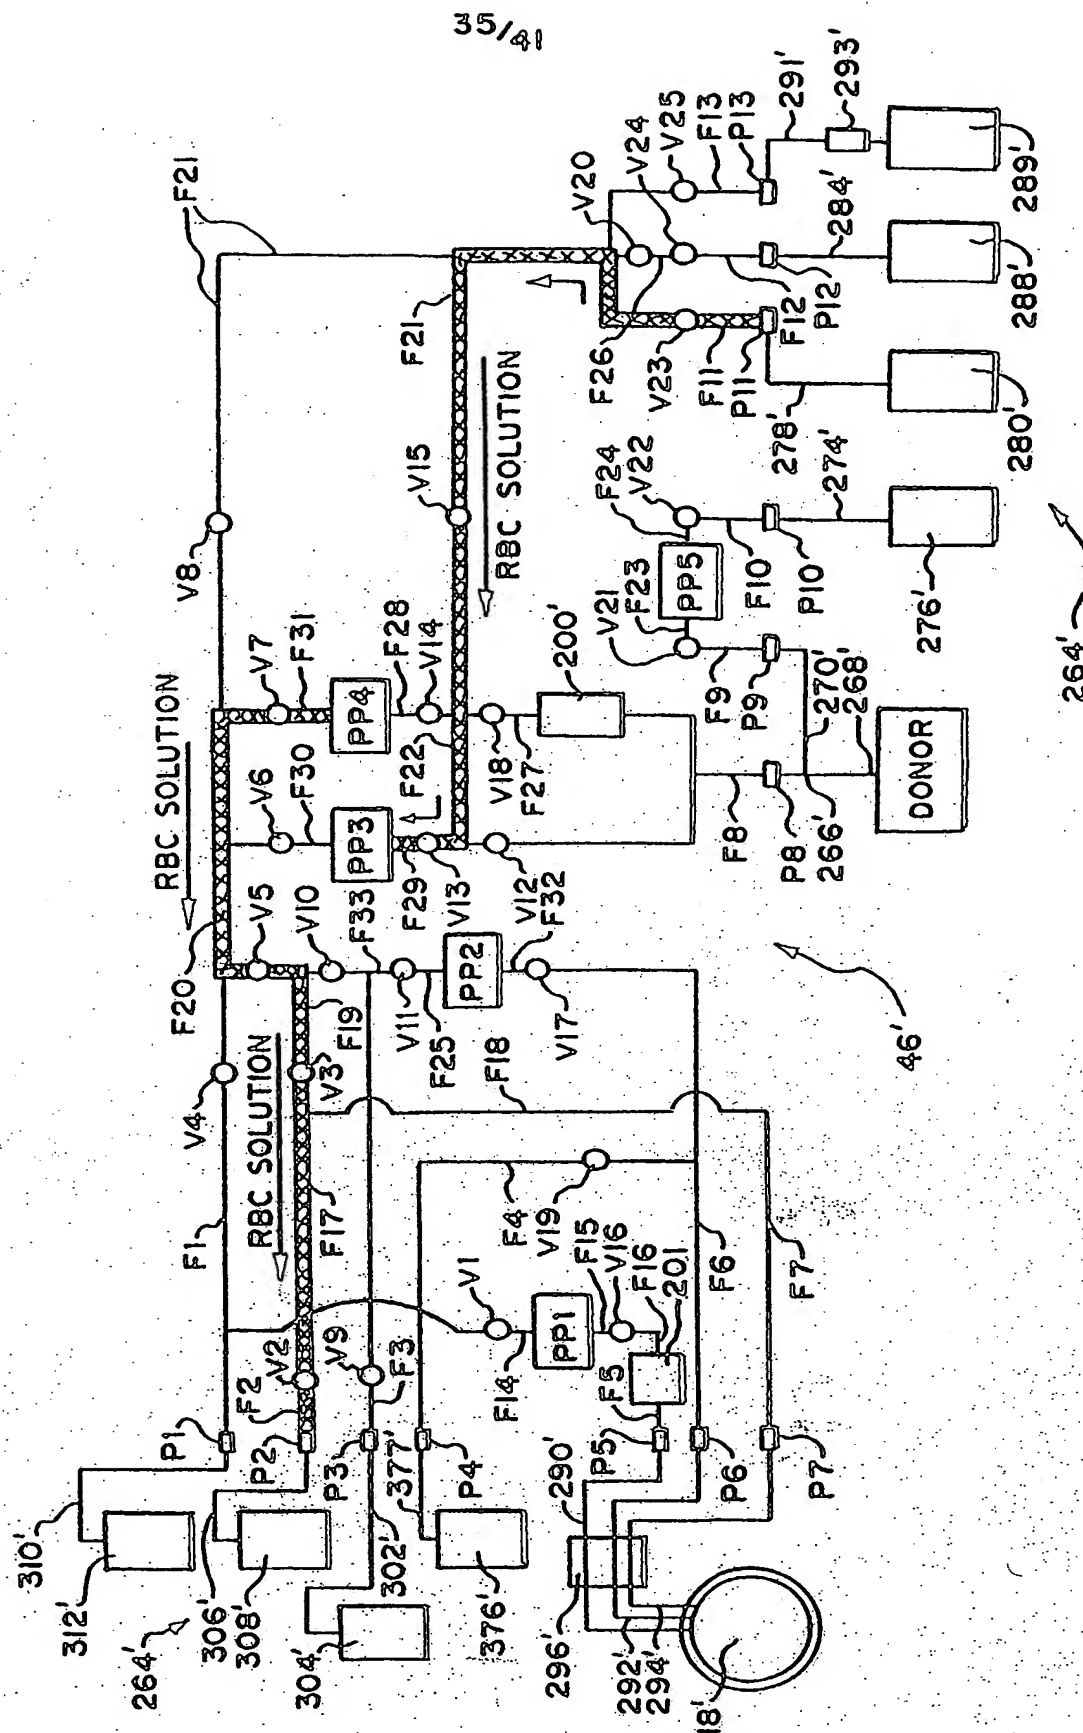 35/41
F21
V8
RBC SOLUTION
V7
F31
V6
F30
PP4
PP3
F28
V14
F22
F29
V13
F20
V5
V10
F33
F19
V4
F1
RBC SOLUTION
V3
F17
F18
V11
F25
PP2
V12
F32
V17
F21
V15
RBC SOLUTION
V18
F27
200'
V20
V24
V25
F13
P13
291'
293'
F26
V23
F11
P11
F12
P12
284'
278'
280'
288'
289'
F24
V22
PP5
V21
F23
F10
P10
274'
276'
F9
P9
270'
268'
F8
P8
266'
DONOR
264'
46'
F4
V19
V1
F14
PP1
F15
V16
F16
201
F5
F6
F7
V2
F2
V9
F3
P1
P2
P3
377'
P4
P5
290'
P6
P7
310'
312'
306'
308'
264'
304'
302'
376'
296'
292'
294'
18'